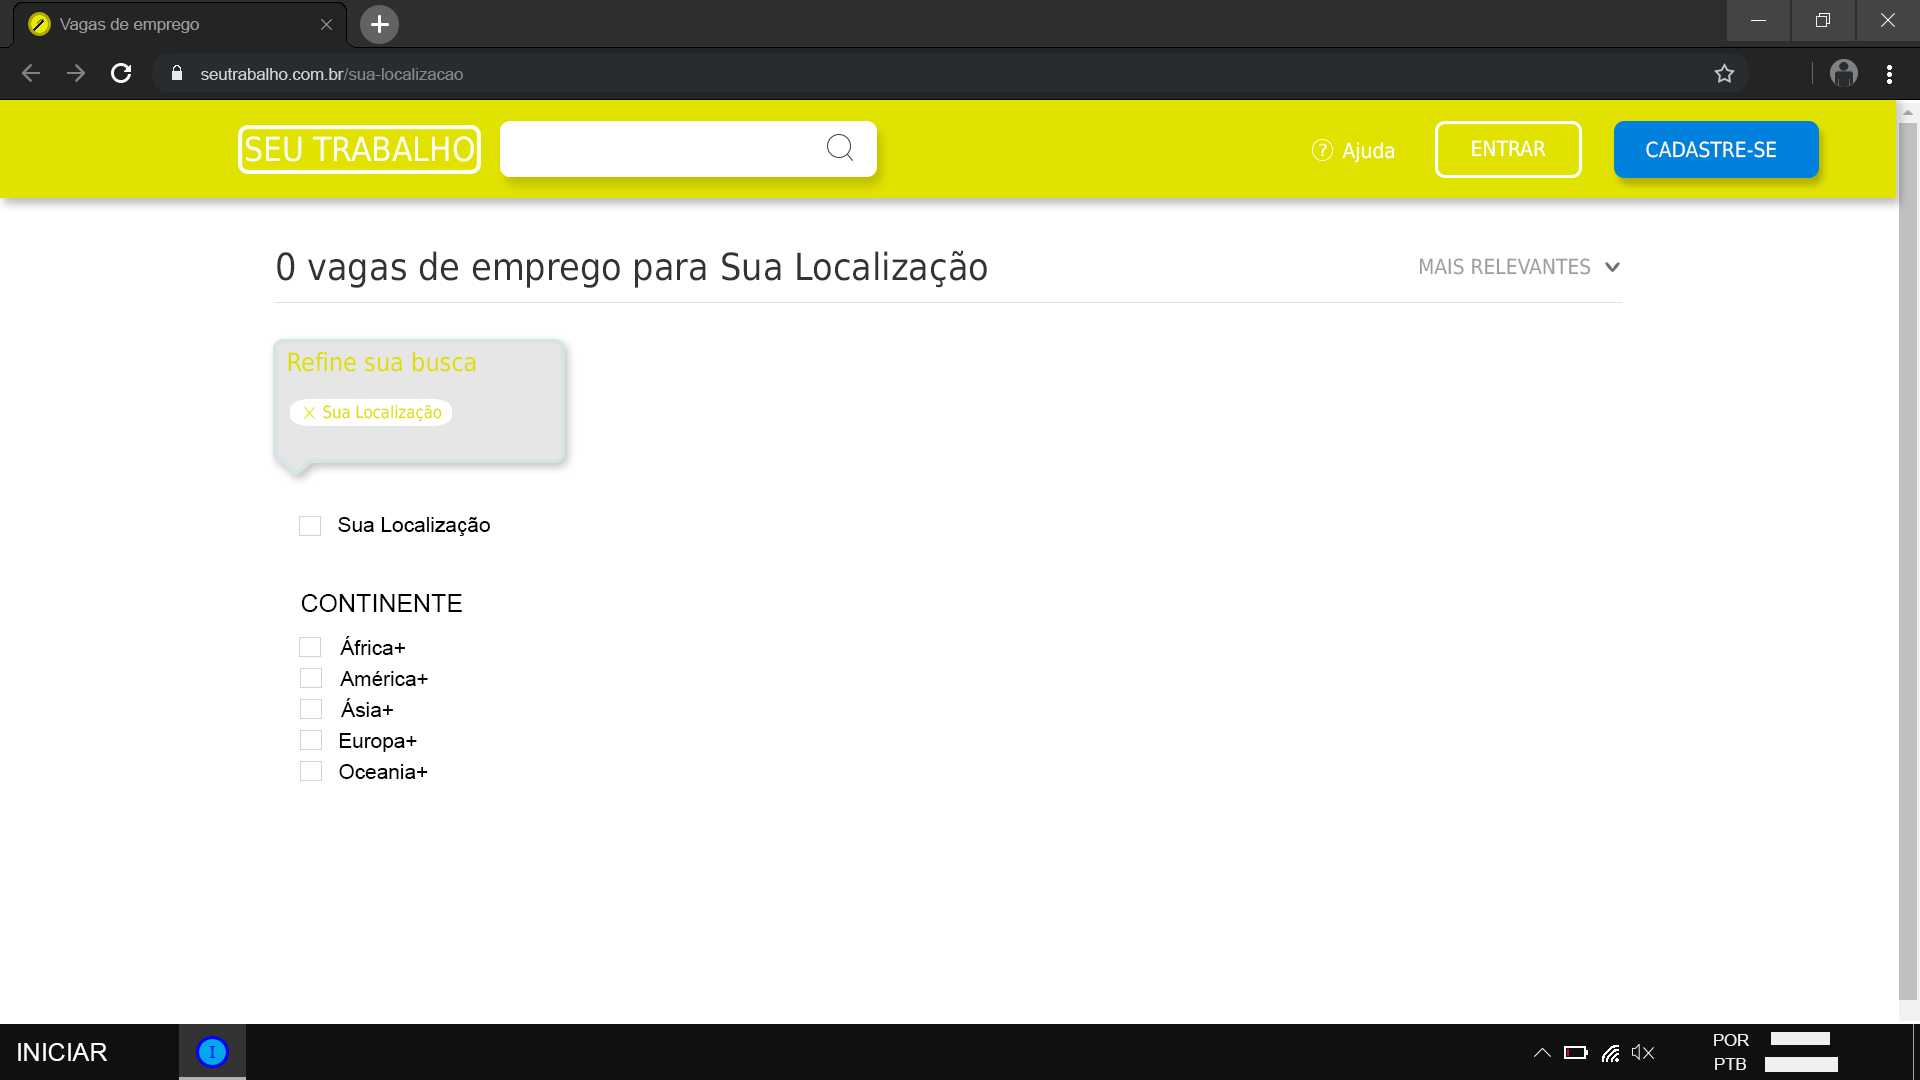 Vagas de emprego
seutrabalho.com.br/sua-localizacao
SEU TRABALHO
? Ajuda
ENTRAR
CADASTRE-SE
0 vagas de emprego para Sua Localização
MAIS RELEVANTES
Refine sua busca
Sua Localização
Sua Localização
CONTINENTE
África+
América+
Ásia+
Europa+
Oceania+
INICIAR
I
POR
PTB